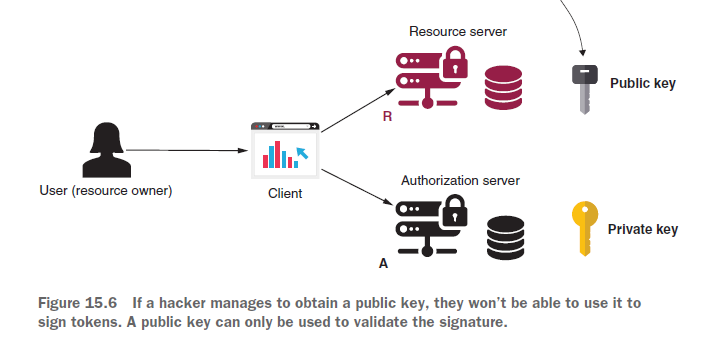 Resource server
Public key
R
User (resource owner)
Client
Authorization server
Private key
A
Figure 15.6 If a hacker manages to obtain a public key, they won't be able to use it to
sign tokens. A public key can only be used to validate the signature.